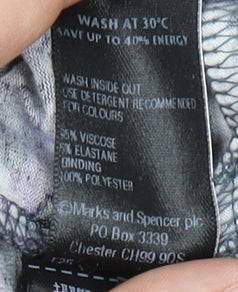 WASH AT 30°C
SAVE UP TO 40% ENERGY
WASH INSIDE OUT
USE DETERGENT RECOMMENDED
FOR COLOURS
95% VISCOSE
5% ELASTANE
BINDING
100% POLYESTER
©Marks and Spencer plc
PO Box 3339
Chester CH99 9QS